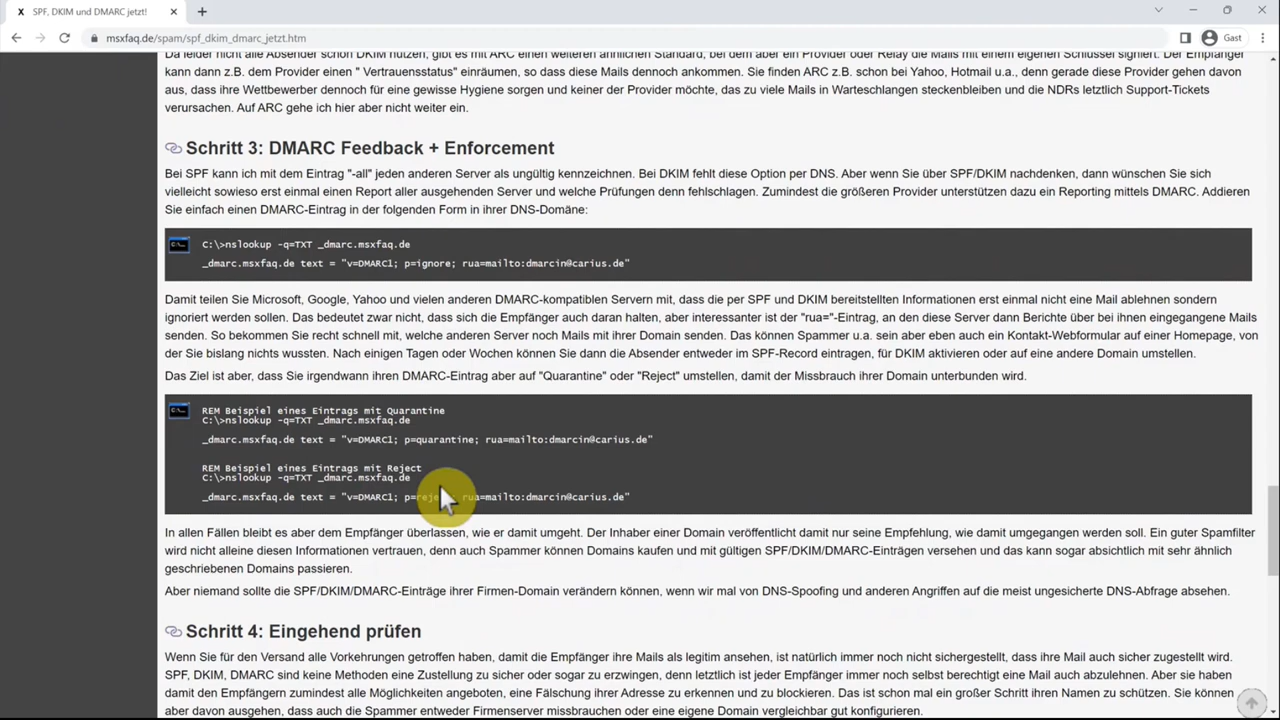 SPF, DKIM und DMARC jetzt!
msxfaq.de/spam/spf_dkim_dmarc_jetzt.htm
Gast
Da leider nicht alle Absender schon DKIM nutzen, gibt es mit ARC einen weiteren ähnlichen Standard, bei dem aber ein Provider oder Relay die Mails mit einem eigenen Schlüssel signiert. Der Empfänger
kann dann z.B. dem Provider einen " Vertrauensstatus" einräumen, so dass diese Mails dennoch ankommen. Sie finden ARC z.B. schon bei Yahoo, Hotmail u.a., denn gerade diese Provider gehen davon
aus, dass ihre Wettbewerber dennoch für eine gewisse Hygiene sorgen und keiner der Provider möchte, das zu viele Mails in Warteschlangen steckenbleiben und die NDRs letztlich Support-Tickets
verursachen. Auf ARC gehe ich hier aber nicht weiter ein.
Schritt 3: DMARC Feedback + Enforcement
Bei SPF kann ich mit dem Eintrag "-all" jeden anderen Server als ungültig kennzeichnen. Bei DKIM fehlt diese Option per DNS. Aber wenn Sie über SPF/DKIM nachdenken, dann wünschen Sie sich
vielleicht sowieso erst einmal einen Report aller ausgehenden Server und welche Prüfungen denn fehlschlagen. Zumindest die größeren Provider unterstützen dazu ein Reporting mittels DMARC. Addieren
Sie einfach einen DMARC-Eintrag in der folgenden Form in ihrer DNS-Domäne:
C:\>nslookup -q=TXT _dmarc.msxfaq.de
_dmarc.msxfaq.de text = "v=DMARC1; p=ignore; rua=mailto:dmarcin@carius.de"
Damit teilen Sie Microsoft, Google, Yahoo und vielen anderen DMARC-kompatiblen Servern mit, dass die per SPF und DKIM bereitstellten Informationen erst einmal nicht eine Mail ablehnen sondern
ignoriert werden sollen. Das bedeutet zwar nicht, dass sich die Empfänger auch daran halten, aber interessanter ist der "rua="-Eintrag, an den diese Server dann Berichte über bei ihnen eingegangene Mails
senden. So bekommen Sie recht schnell mit, welche anderen Server noch Mails mit ihrer Domain senden. Das können Spammer u.a. sein aber eben auch ein Kontakt-Webformular auf einer Homepage, von
der Sie bislang nichts wussten. Nach einigen Tagen oder Wochen können Sie dann die Absender entweder im SPF-Record eintragen, für DKIM aktivieren oder auf eine andere Domain umstellen.
Das Ziel ist aber, dass Sie irgendwann ihren DMARC-Eintrag aber auf "Quarantine" oder "Reject" umstellen, damit der Missbrauch ihrer Domain unterbunden wird.
REM Beispiel eines Eintrags mit Quarantine
C:\>nslookup -q=TXT _dmarc.msxfaq.de
_dmarc.msxfaq.de text = "v=DMARC1; p=quarantine; rua=mailto:dmarcin@carius.de"
REM Beispiel eines Eintrags mit Reject
C:\>nslookup -q=TXT _dmarc.msxfaq.de
_dmarc.msxfaq.de text = "v=DMARC1; p=reject; rua=mailto:dmarcin@carius.de"
In allen Fällen bleibt es aber dem Empfänger überlassen, wie er damit umgeht. Der Inhaber einer Domain veröffentlicht damit nur seine Empfehlung, wie damit umgegangen werden soll. Ein guter Spamfilter
wird nicht alleine diesen Informationen vertrauen, denn auch Spammer können Domains kaufen und mit gültigen SPF/DKIM/DMARC-Einträgen versehen und das kann sogar absichtlich mit sehr ähnlich
geschriebenen Domains passieren.
Aber niemand sollte die SPF/DKIM/DMARC-Einträge ihrer Firmen-Domain verändern können, wenn wir mal von DNS-Spoofing und anderen Angriffen auf die meist ungesicherte DNS-Abfrage absehen.
Schritt 4: Eingehend prüfen
Wenn Sie für den Versand alle Vorkehrungen getroffen haben, damit die Empfänger ihre Mails als legitim ansehen, ist natürlich immer noch nicht sichergestellt, dass ihre Mail auch sicher zugestellt wird.
SPF, DKIM, DMARC sind keine Methoden eine Zustellung zu sicher oder sogar zu erzwingen, denn letztlich ist jeder Empfänger immer noch selbst berechtigt eine Mail auch abzulehnen. Aber sie haben
damit den Empfängern zumindest alle Möglichkeiten angeboten, eine Fälschung ihrer Adresse zu erkennen und zu blockieren. Das ist schon mal ein großer Schritt ihren Namen zu schützen. Sie können
aber davon ausgehen, dass auch die Spammer entweder Firmenserver missbrauchen oder eine eigene Domain vergleichbar gut konfigurieren.